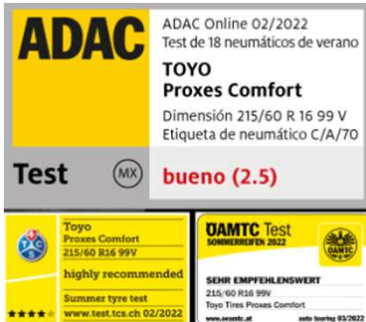 ADAC
ADAC Online 02/2022
Test de 18 neumáticos de verano
TOYO
Proxes Comfort
Dimensión 215/60 R 16 99 V
Etiqueta de neumático C/A/70
Test
MX
bueno (2.5)
TCS
Toyo
Proxes Comfort
215/60 R16 99V
highly recommended
Summer tyre test
www.test.tcs.ch 02/2022
ÖAMTC Test
SOMMERREIFEN 2022
ÖAMTC
SEHR EMPFEHLENSWERT
215/60 R16 99V
Toyo Tires Proxes Comfort
www.oeamtc.at auto touring 03/2022